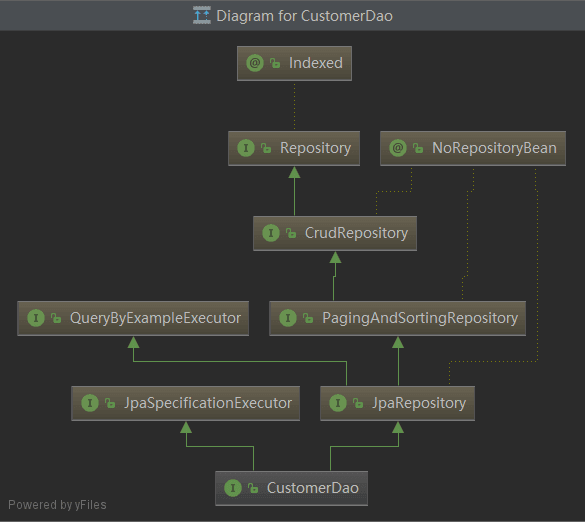 Diagram for CustomerDao
@ Indexed
I Repository
@ NoRepositoryBean
I CrudRepository
I QueryByExampleExecutor
I PagingAndSortingRepository
I JpaSpecificationExecutor
I JpaRepository
I CustomerDao
Powered by yFiles